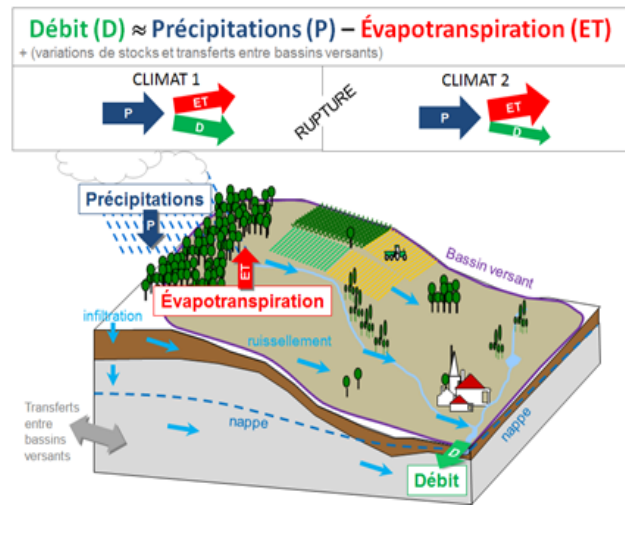 Débit (D) ≈ Précipitations (P) – Évapotranspiration (ET)
+ (variations de stocks et transferts entre bassins versants)
CLIMAT 1
P
ET
D
RUPTURE
CLIMAT 2
P
ET
D
Précipitations
P
Bassin versant
ET
Évapotranspiration
infiltration
ruissellement
Transferts
entre
bassins
versants
nappe
nappe
D
Débit